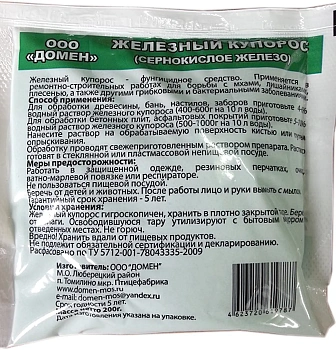 ООО
"ДОМЕН"
ЖЕЛЕЗНЫЙ КУПОРОС
(СЕРНОКИСЛОЕ ЖЕЛЕЗО)
Железный купорос - фунгицидное средство. Применяется в
ремонтно-строительных работах для борьбы с мхами, лишайниками,
плесенью, а также другими грибковыми и бактериальными заболеваниями.
Способ применения:
Для обработки древесины, бань, настилов, заборов приготовьте
водный раствор железного купороса (400-600г на 10 л воды).
Для обработки бетонных плит, асфальтовых покрытий приготовьте
водный раствор железного купороса (500-1000г на 10 л воды).
Нанесите раствор на обрабатываемую поверхность кистью или
опрыскивания.
Обработку проводят свежеприготовленным раствором препарата. Раствор
готовят в стеклянной или пластмассовой непищевой посуде.
Меры предосторожности:
Работать в защищенной одежде, резиновых перчатках,
ватно-марлевой повязке или респираторе.
Не пользоваться пищевой посудой.
Беречь от детей и животных. После работы лицо и руки вымыть с мылом.
Гарантийный срок хранения - 5 лет.
Условия хранения:
Железный купорос гигроскопичен, хранить в плотно закрытой
влаги. Освободившуюся тару утилизируют с бытовым
отведенных местах. Не горюч.
Вредно! Хранить вдали от пищевых продуктов.
Не подлежит обязательной сертификации и декларированию.
Расфасовано по ТУ 5712-001-78043335-2009
Изготовитель: ООО "ДОМЕН"
М.О. Люберецкий район
п. Томилино мкр. Птицефабрика
e-mail: domen-mos@yandex.ru
domen-mos.ru
Срок годности: 5 лет
Масса нетто: 200г.
Дата изготовления указана на упаковке.